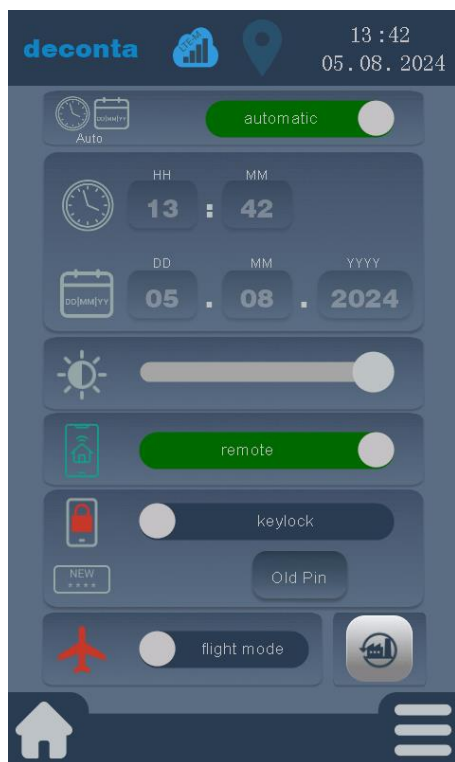 deconta
LTE-M
13:42
05.08.2024
DD|MM|YY
Auto
automatic
HH MM
13 : 42
DD MM YYYY
DD|MM|YY
05 . 08 . 2024
remote
keylock
NEW
****
Old Pin
flight mode